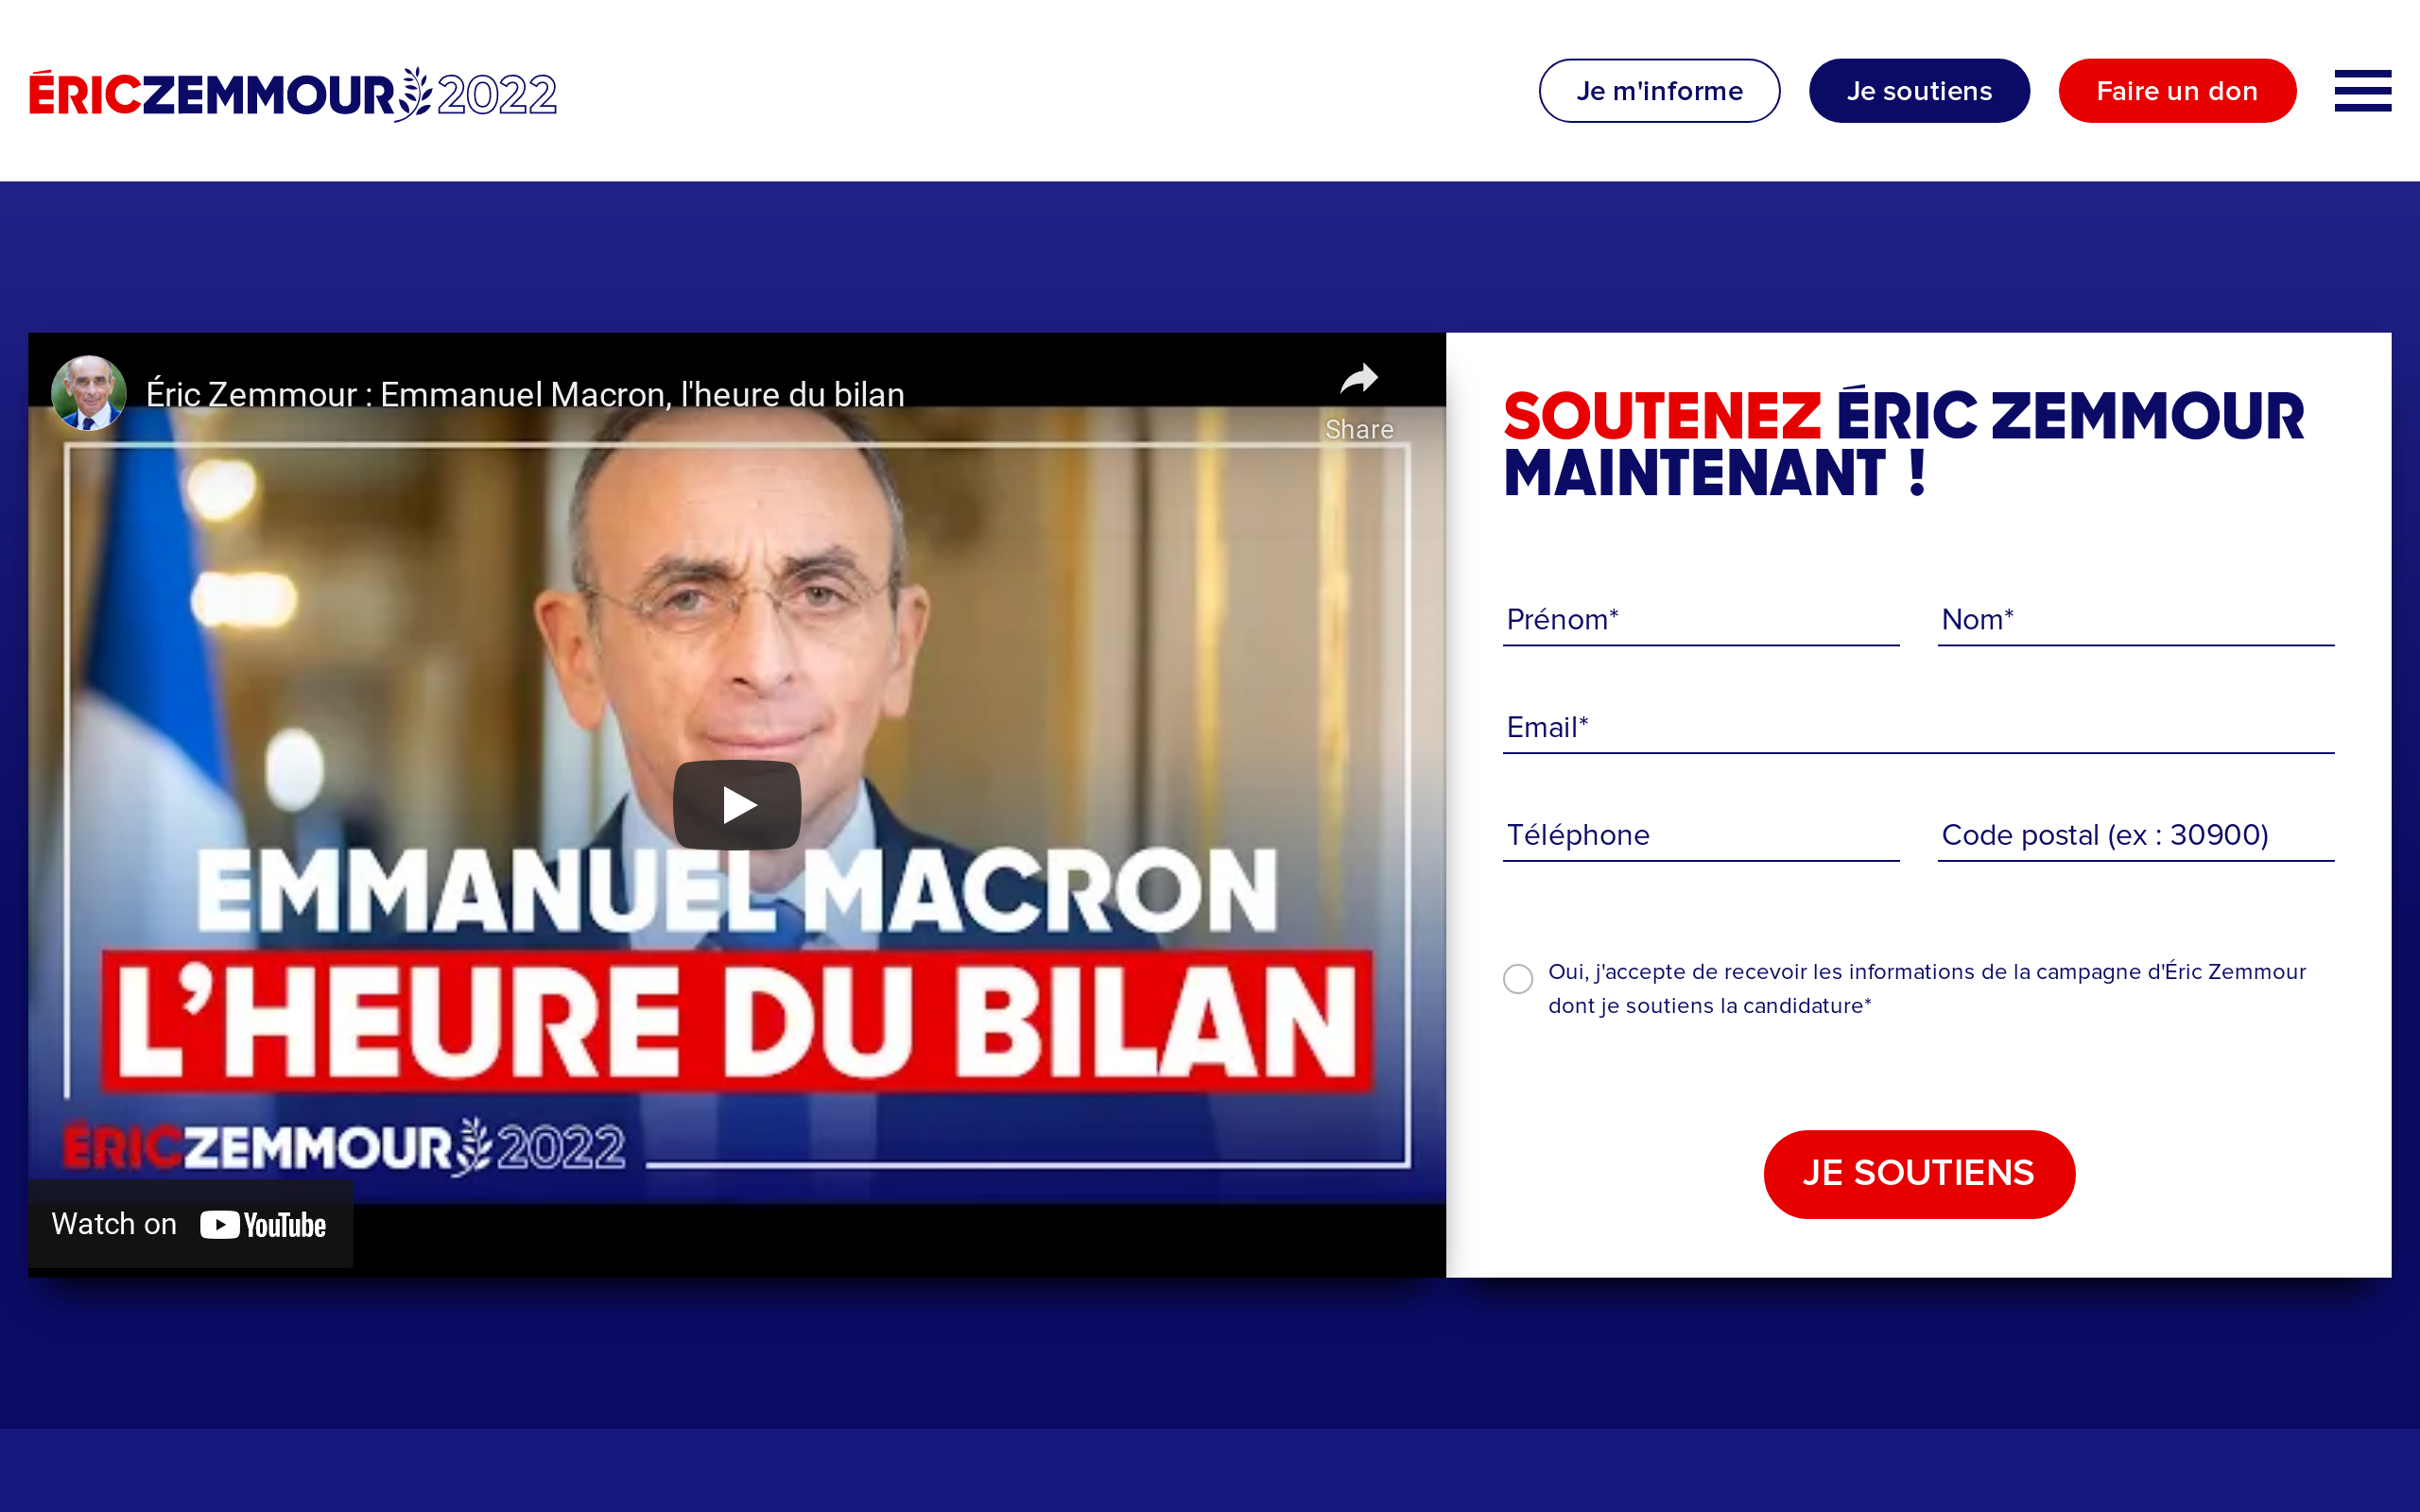 ÉRICZEMMOUR 2022
Je m'informe
Je soutiens
Faire un don
Éric Zemmour : Emmanuel Macron, l'heure du bilan
Share
EMMANUEL MACRON
L'HEURE DU BILAN
ÉRICZEMMOUR 2022
Watch on YouTube
SOUTENEZ ÉRIC ZEMMOUR
MAINTENANT !
Prénom*
Nom*
Email*
Téléphone
Code postal (ex : 30900)
Oui, j'accepte de recevoir les informations de la campagne d'Éric Zemmour
dont je soutiens la candidature*
JE SOUTIENS